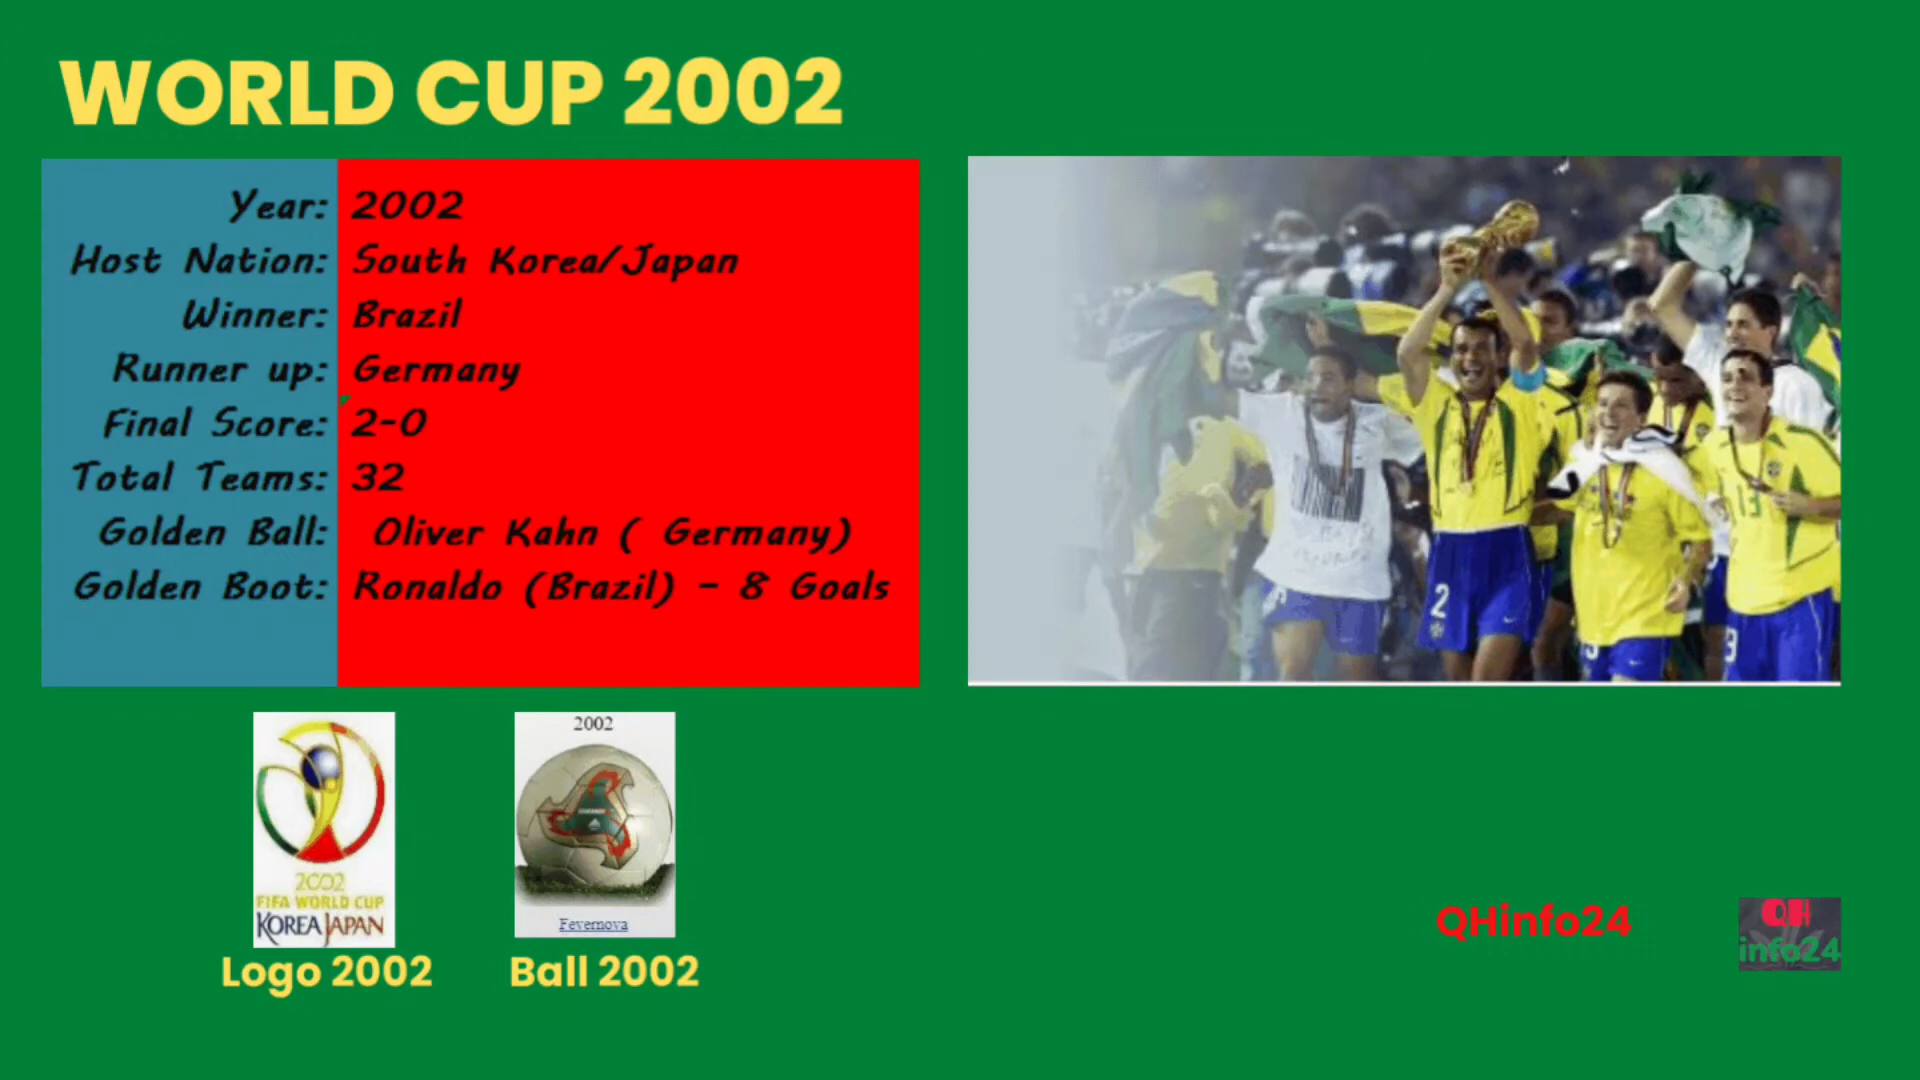 WORLD CUP 2002
Year: 2002
Host Nation: South Korea/Japan
Winner: Brazil
Runner up: Germany
Final Score: 2-0
Total Teams: 32
Golden Ball: Oliver Kahn ( Germany)
Golden Boot: Ronaldo (Brazil) - 8 Goals
2
13
2002
FIFA WORLD CUP
KOREA JAPAN
Logo 2002
2002
Fevernova
Ball 2002
QHinfo24
QH
info24